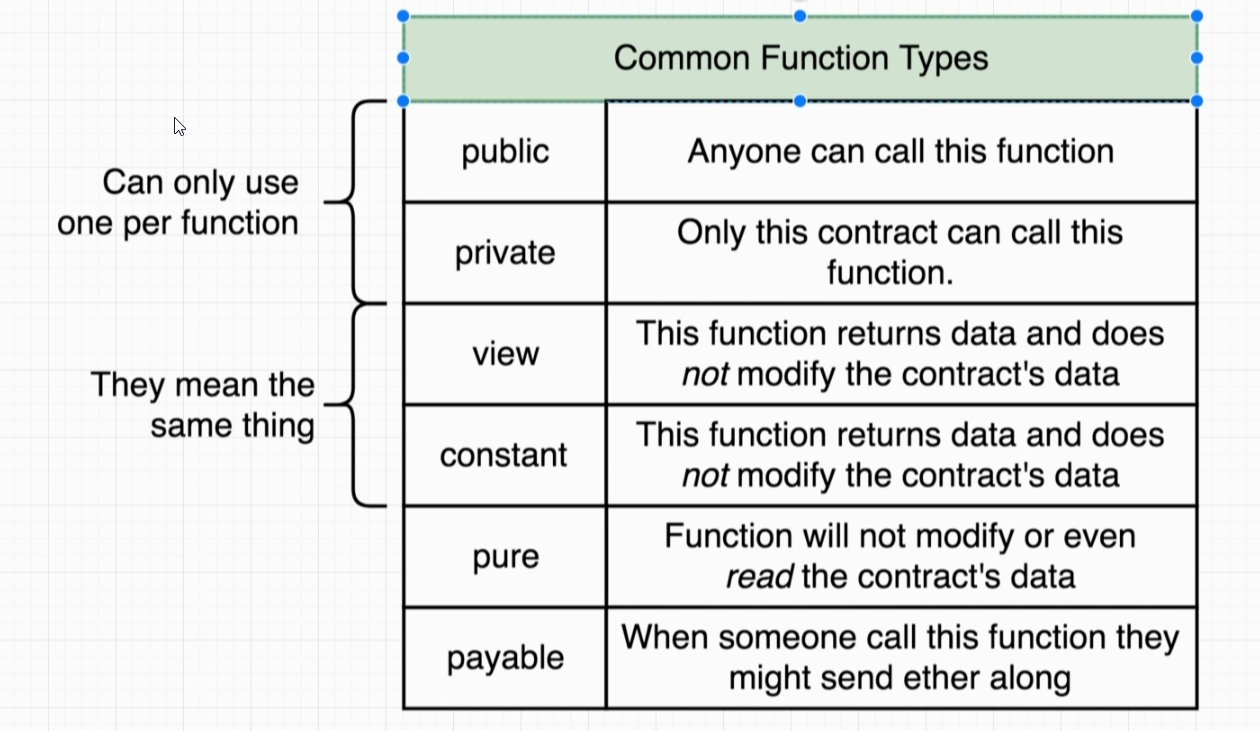 Common Function Types
Can only use
one per function
public
Anyone can call this function
private
Only this contract can call this
function.
They mean the
same thing
view
This function returns data and does
not modify the contract's data
constant
This function returns data and does
not modify the contract's data
pure
Function will not modify or even
read the contract's data
payable
When someone call this function they
might send ether along